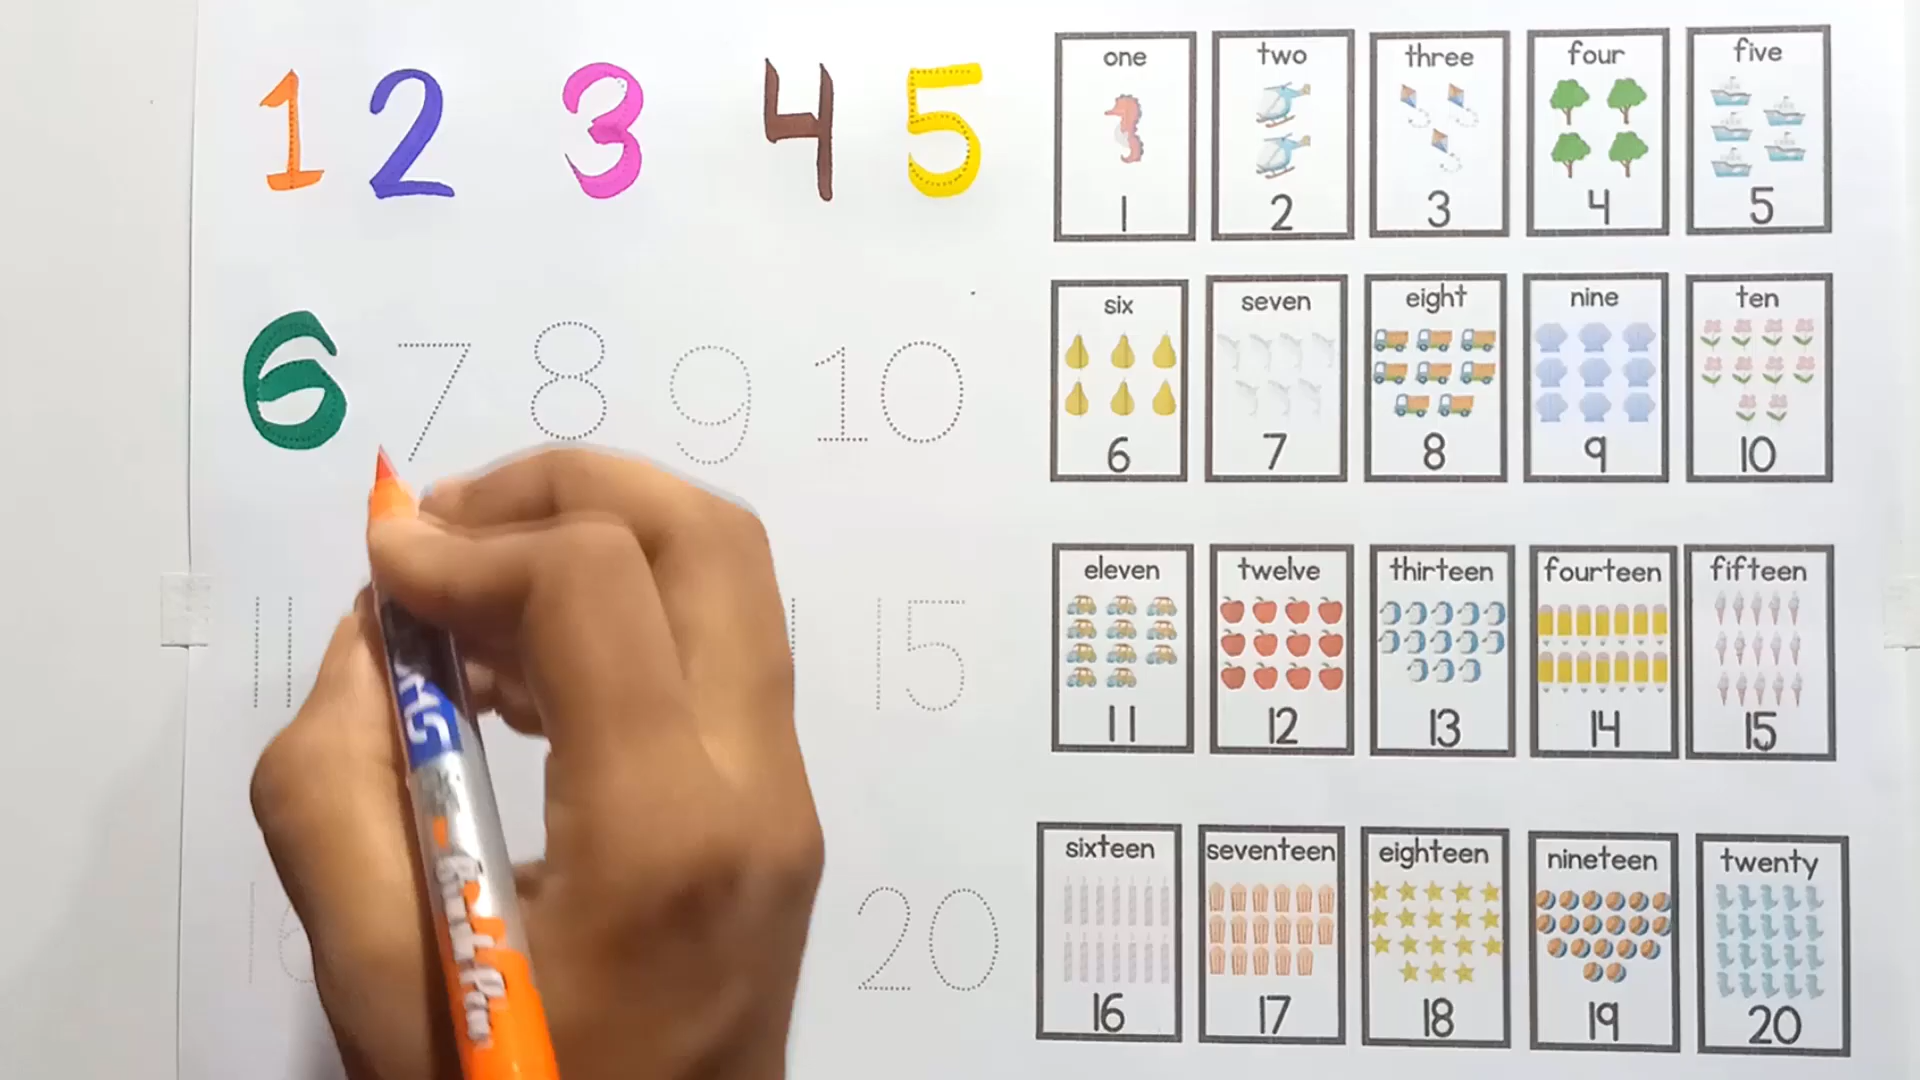 1 2 3 4 5
one two three four five
1 2 3 4 5
6 7 8 9 10
six seven eight nine ten
6 7 8 9 10
11 15
eleven twelve thirteen fourteen fifteen
11 12 13 14 15
16 20
sixteen seventeen eighteen nineteen twenty
16 17 18 19 20